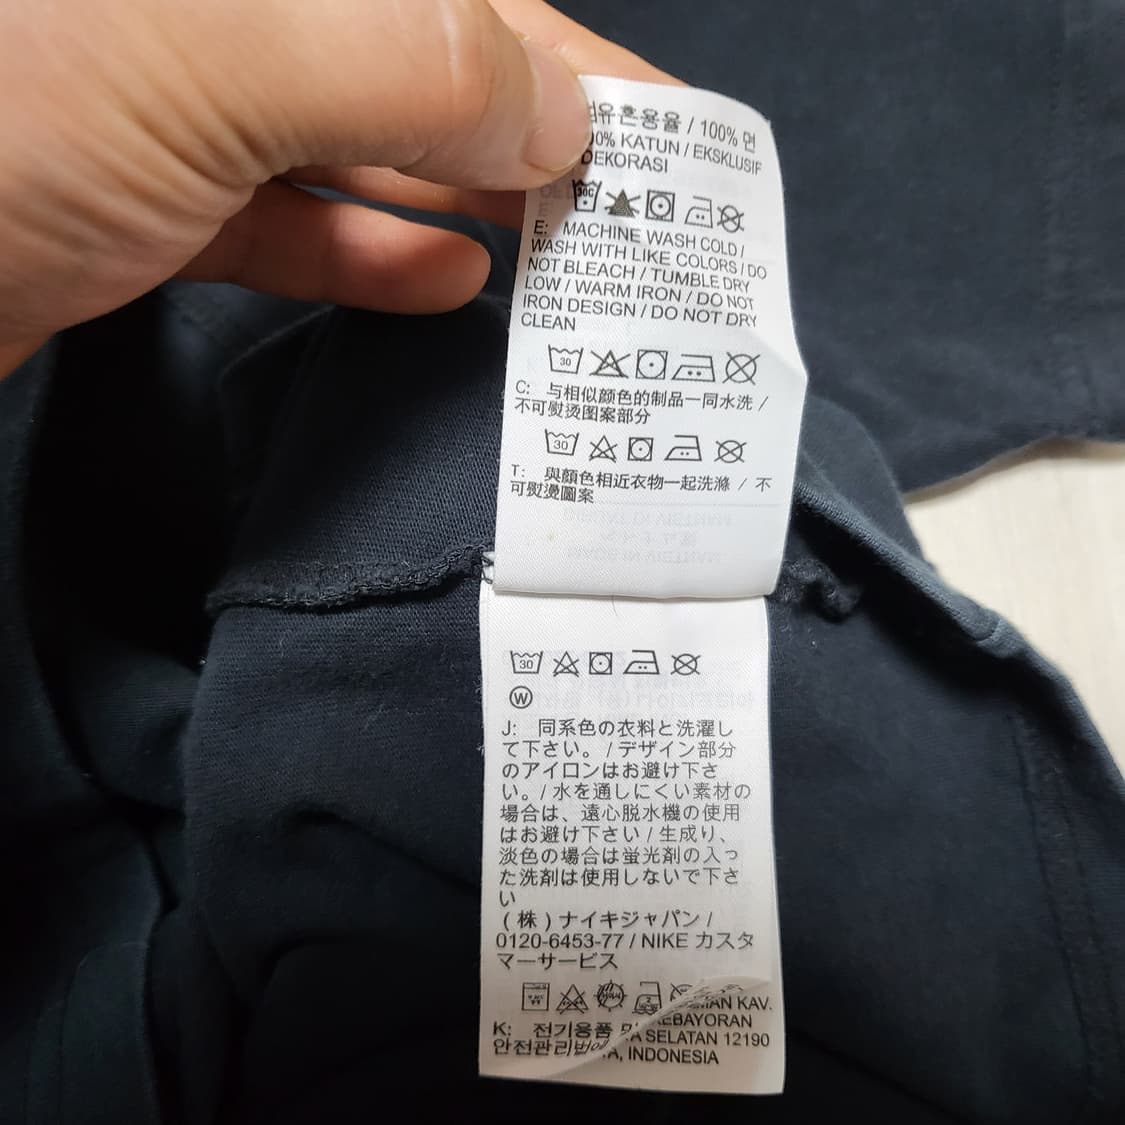 섬유혼용율 / 100% 면
KATUN / EKSKLUSIF
DEKORASI
30C
E: MACHINE WASH COLD /
WASH WITH LIKE COLORS / DO
NOT BLEACH / TUMBLE DRY
LOW / WARM IRON / DO NOT
IRON DESIGN / DO NOT DRY
CLEAN
30
C: 与相似颜色的制品一同水洗 /
不可熨烫图案部分
30
T: 與顏色相近衣物一起洗滌 / 不
可熨燙圖案
30
W
J: 同系色の衣料と洗濯し
て下さい。 / デザイン部分
のアイロンはお避け下さ
い。/ 水を通しにくい素材の
場合は、遠心脱水機の使用
はお避け下さい / 生成り、
淡色の場合は蛍光剤の入っ
た洗剤は使用しないで下さ
い
(株) ナイキジャパン /
0120-6453-77 / NIKE カスタ
マーサービス
KAV.
K: 전기용품 및 KEBAYORAN
안전관리법에 SELATAN 12190
INDONESIA